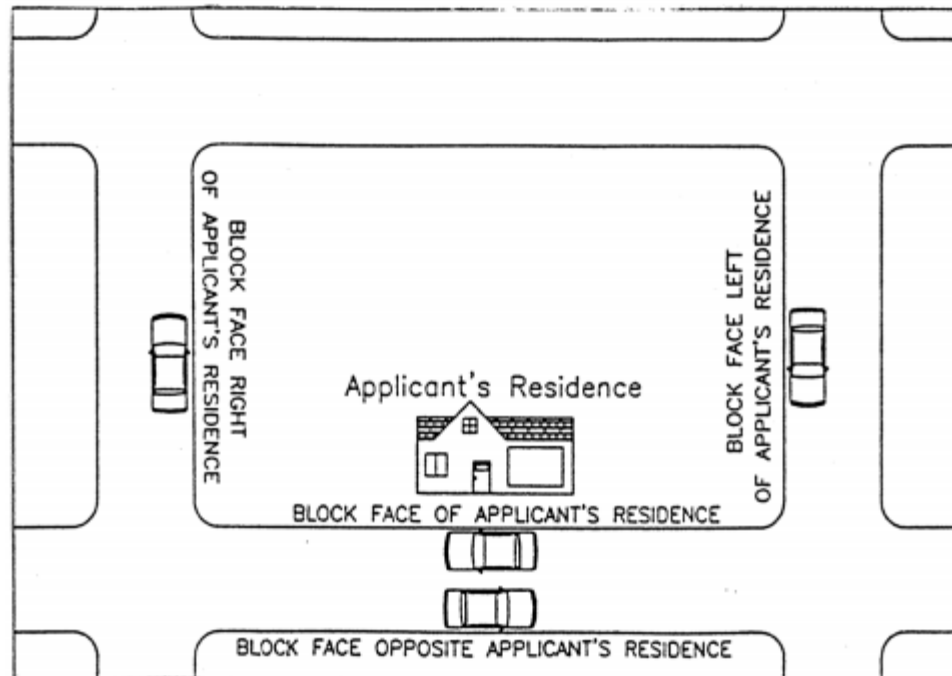 BLOCK FACE RIGHT
OF APPLICANT'S RESIDENCE
BLOCK FACE LEFT
OF APPLICANT'S RESIDENCE
Applicant's Residence
BLOCK FACE OF APPLICANT'S RESIDENCE
BLOCK FACE OPPOSITE APPLICANT'S RESIDENCE